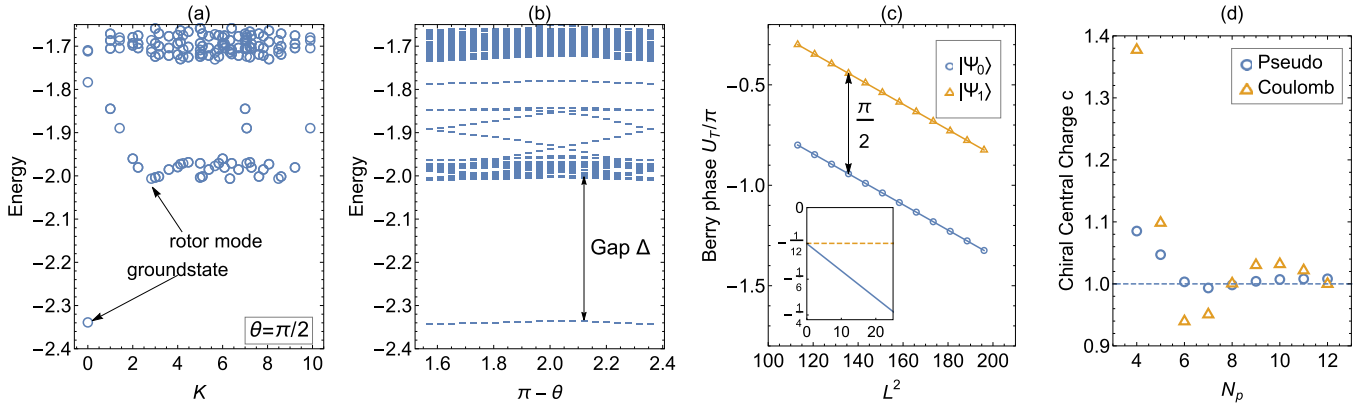 (a)
Energy
−1.7
−1.8
−1.9
−2.0
−2.1
−2.2
−2.3
−2.4
rotor mode
groundstate
θ=π/2
0 2 4 6 8 10
K
(b)
Energy
−1.7
−1.8
−1.9
−2.0
−2.1
−2.2
−2.3
−2.4
Gap Δ
1.6 1.8 2.0 2.2 2.4
π − θ
(c)
Berry phase U_T/π
−0.5
−1.0
−1.5
|Ψ₀⟩
|Ψ₁⟩
π/2
0
−1/12
−1/6
−1/4
0 10 20
100 120 140 160 180 200
L²
(d)
Chiral Central Charge c
1.4
1.3
1.2
1.1
1.0
0.9
Pseudo
Coulomb
4 6 8 10 12
N_p